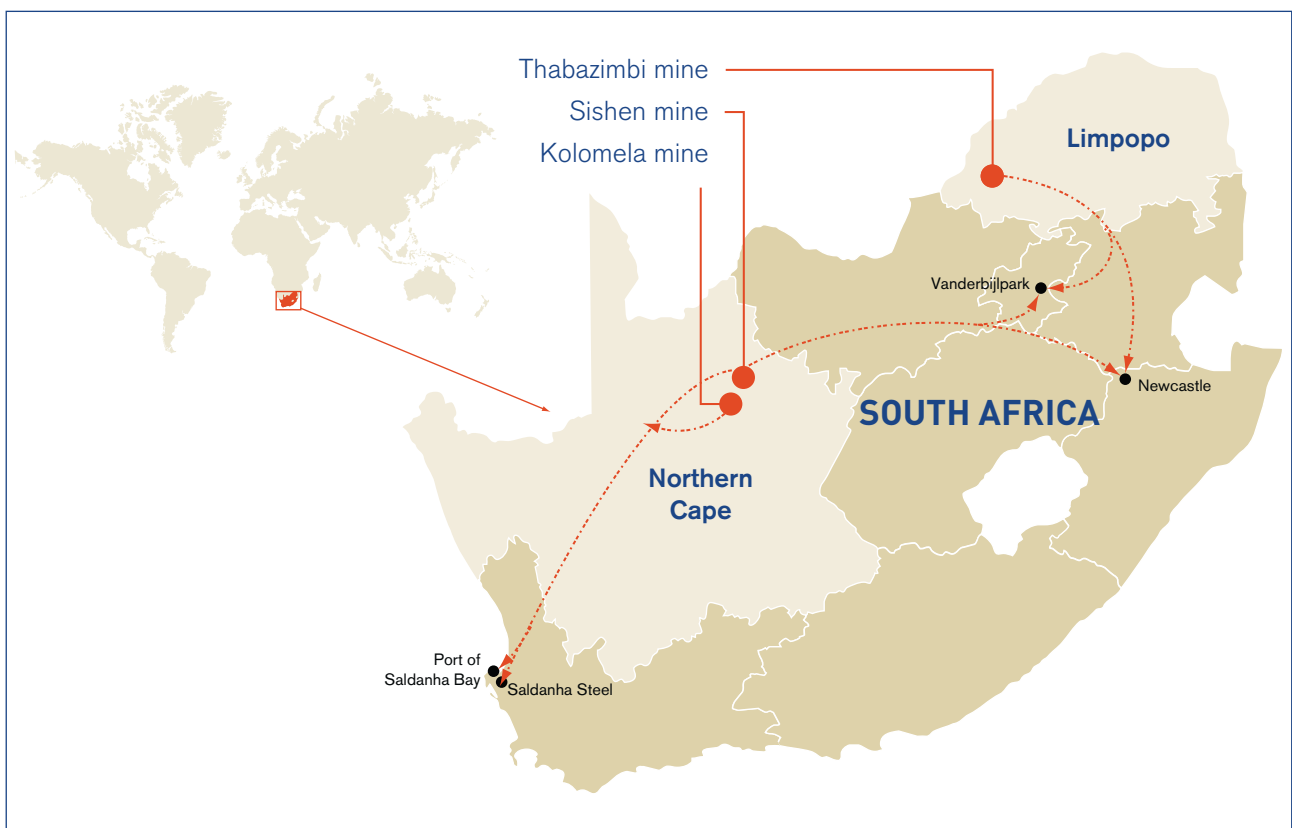 Thabazimbi mine
Sishen mine
Kolomela mine
Limpopo
Vanderbijlpark
Newcastle
SOUTH AFRICA
Northern
Cape
Port of
Saldanha Bay
Saldanha Steel